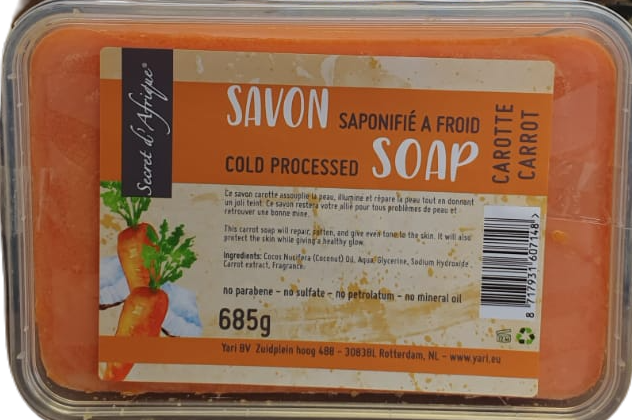 Secret d'Afrique®
SAVON SAPONIFIÉ A FROID
COLD PROCESSED SOAP
CAROTTE
CARROT
Ce savon carotte assouplie la peau, illumine et répare la peau tout en donnant
un joli teint. Ce savon restera votre allié pour tous problèmes de peau et
retrouver une bonne mine.
This carrot soap will repair, soften, and give even tone to the skin. It will also
protect the skin while giving a healthy glow.
Ingredients: Cocos Nusifera (Coconut) Oil, Aqua, Glycerine, Sodium Hydroxide,
Carrot extract, Fragrance.
no parabene – no sulfate – no petrolatum – no mineral oil
685g
8 717931 607148 >
Yari BV Zuidplein hoog 488 – 3083BL Rotterdam, NL – www.yari.eu